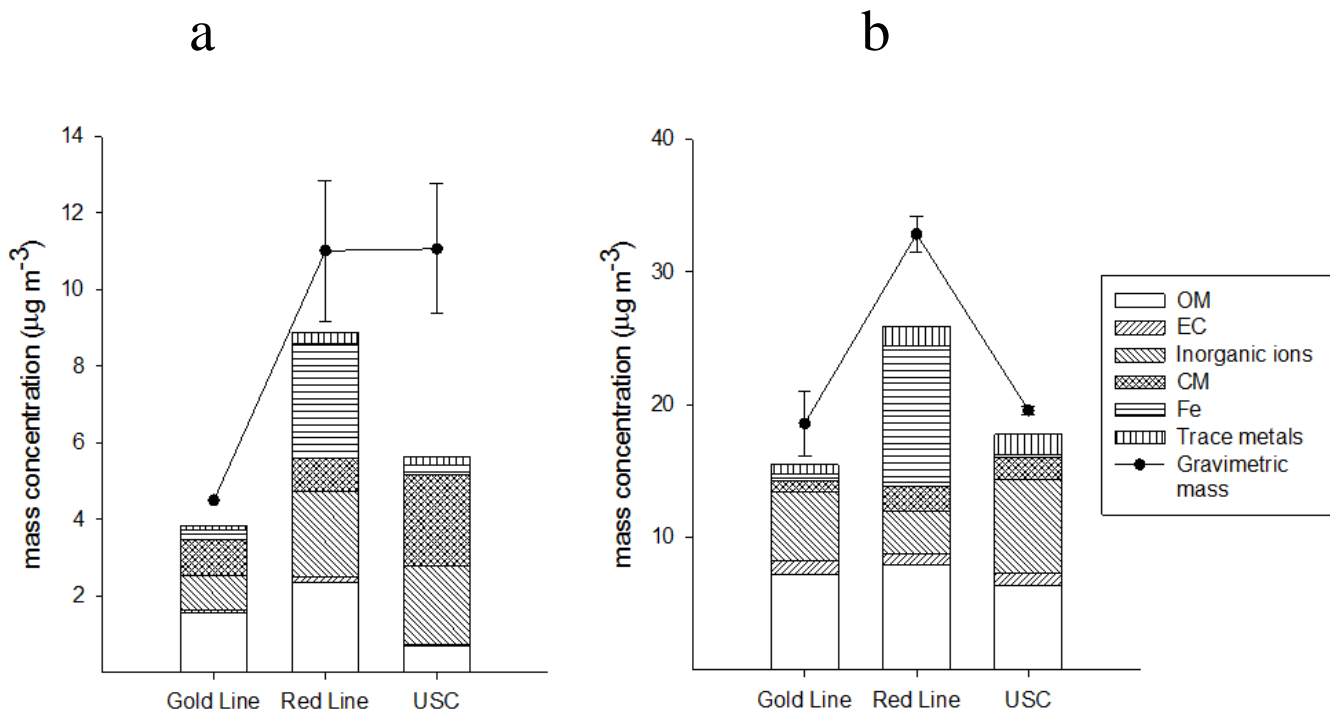 a
b
mass concentration (µg m-3)
14
12
10
8
6
4
2
Gold Line Red Line USC
mass concentration (µg m-3)
40
30
20
10
Gold Line Red Line USC
OM
EC
Inorganic ions
CM
Fe
Trace metals
Gravimetric
mass